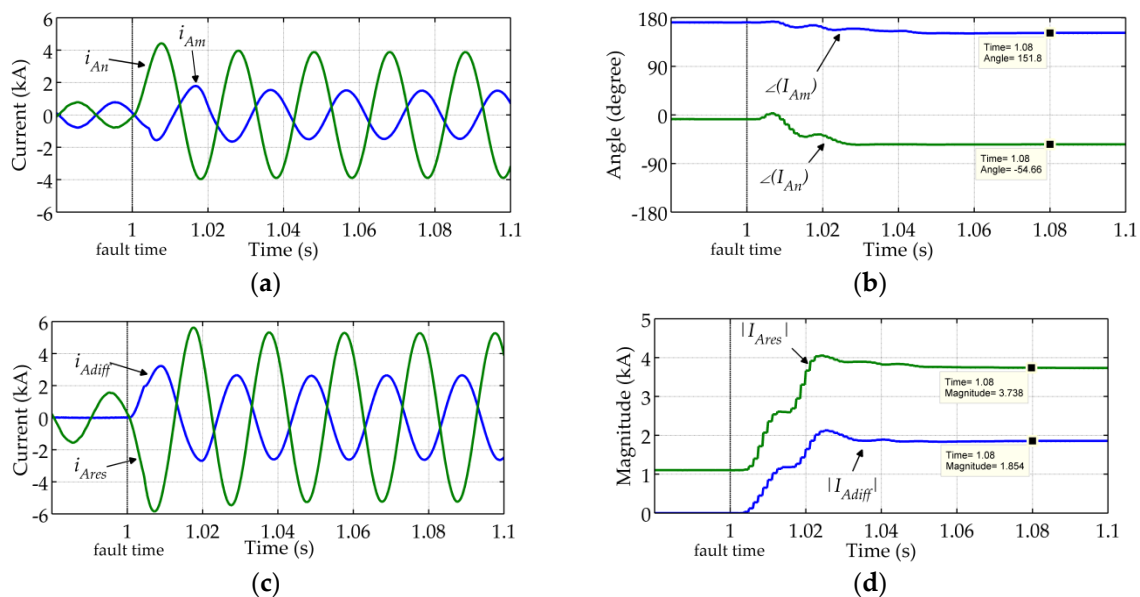 6
4
2
0
-2
-4
-6
Current (kA)
i_An
i_Am
1
1.02
1.04
1.06
1.08
1.1
fault time
Time (s)
(a)
180
90
0
-90
-180
Angle (degree)
∠(I_Am)
∠(I_An)
Time= 1.08
Angle= 151.8
Time= 1.08
Angle= -54.66
1
1.02
1.04
1.06
1.08
1.1
fault time
Time (s)
(b)
6
4
2
0
-2
-4
-6
Current (kA)
i_Adiff
i_Ares
1
1.02
1.04
1.06
1.08
1.1
fault time
Time (s)
(c)
5
4
3
2
1
0
Magnitude (kA)
|I_Ares|
|I_Adiff|
Time= 1.08
Magnitude= 3.738
Time= 1.08
Magnitude= 1.854
1
1.02
1.04
1.06
1.08
1.1
fault time
Time (s)
(d)